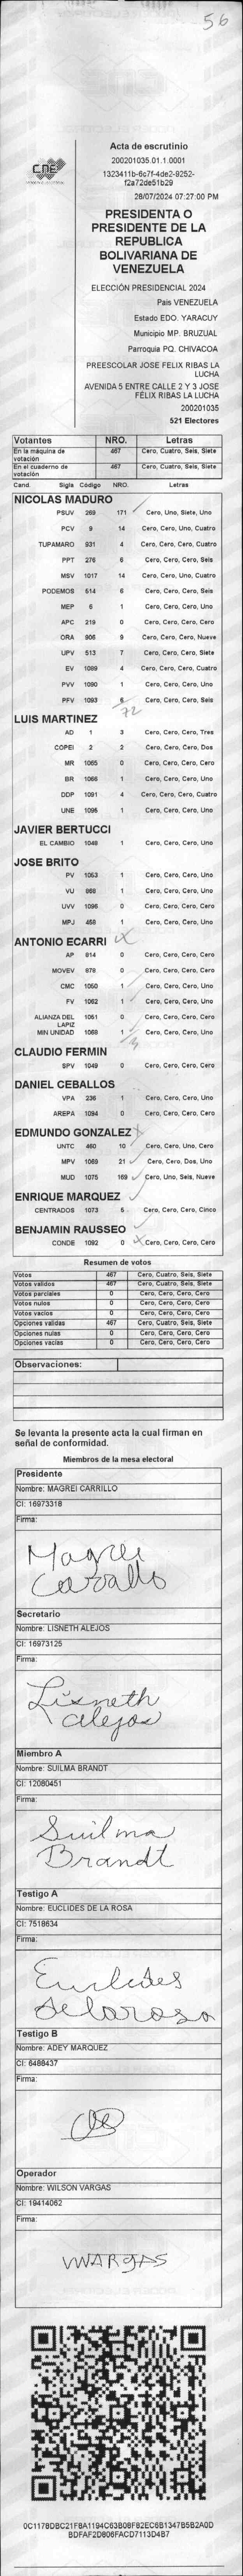 56
CNE
Acta de escrutinio
200201035.01.1.0001
1323411b-6c7f-4de2-9252-
f2a72de51b29
28/07/2024 07:27:00 PM
PRESIDENTA O
PRESIDENTE DE LA
REPUBLICA
BOLIVARIANA DE
VENEZUELA
ELECCIÓN PRESIDENCIAL 2024
País VENEZUELA
Estado EDO. YARACUY
Municipio MP. BRUZUAL
Parroquia PQ. CHIVACOA
PREESCOLAR JOSE FELIX RIBAS LA
LUCHA
AVENIDA 5 ENTRE CALLE 2 Y 3 JOSE
FELIX RIBAS LA LUCHA
200201035
521 Electores
Votantes NRO. Letras
En la máquina de votación 467 Cero, Cuatro, Seis, Siete
En el cuaderno de votación 467 Cero, Cuatro, Seis, Siete
Cand. Sigla Código NRO. Letras
NICOLAS MADURO
PSUV 269 171 Cero, Uno, Siete, Uno
PCV 9 14 Cero, Cero, Uno, Cuatro
TUPAMARO 931 4 Cero, Cero, Cero, Cuatro
PPT 276 6 Cero, Cero, Cero, Seis
MSV 1017 14 Cero, Cero, Uno, Cuatro
PODEMOS 514 6 Cero, Cero, Cero, Seis
MEP 6 1 Cero, Cero, Cero, Uno
APC 219 0 Cero, Cero, Cero, Cero
ORA 906 9 Cero, Cero, Cero, Nueve
UPV 513 7 Cero, Cero, Cero, Siete
EV 1089 4 Cero, Cero, Cero, Cuatro
PVV 1090 1 Cero, Cero, Cero, Uno
PFV 1093 6 Cero, Cero, Cero, Seis
72
LUIS MARTINEZ
AD 1 3 Cero, Cero, Cero, Tres
COPEI 2 2 Cero, Cero, Cero, Dos
MR 1065 0 Cero, Cero, Cero, Cero
BR 1066 1 Cero, Cero, Cero, Uno
DDP 1091 4 Cero, Cero, Cero, Cuatro
UNE 1095 1 Cero, Cero, Cero, Uno
JAVIER BERTUCCI
EL CAMBIO 1048 1 Cero, Cero, Cero, Uno
JOSE BRITO
PV 1053 1 Cero, Cero, Cero, Uno
VU 868 1 Cero, Cero, Cero, Uno
UVV 1096 0 Cero, Cero, Cero, Cero
MPJ 458 1 Cero, Cero, Cero, Uno
ANTONIO ECARRI
AP 814 0 Cero, Cero, Cero, Cero
MOVEV 879 0 Cero, Cero, Cero, Cero
CMC 1050 1 Cero, Cero, Cero, Uno
FV 1062 1 Cero, Cero, Cero, Uno
ALIANZA DEL LAPIZ 1051 0 Cero, Cero, Cero, Cero
MIN UNIDAD 1068 1 Cero, Cero, Cero, Uno
CLAUDIO FERMIN
SPV 1049 0 Cero, Cero, Cero, Cero
DANIEL CEBALLOS
VPA 236 1 Cero, Cero, Cero, Uno
AREPA 1094 0 Cero, Cero, Cero, Cero
EDMUNDO GONZALEZ
UNTC 460 10 Cero, Cero, Uno, Cero
MPV 1069 21 Cero, Cero, Dos, Uno
MUD 1075 169 Cero, Uno, Seis, Nueve
ENRIQUE MARQUEZ
CENTRADOS 1073 5 Cero, Cero, Cero, Cinco
BENJAMIN RAUSSEO
CONDE 1092 0 Cero, Cero, Cero, Cero
Resumen de votos
Votos 467 Cero, Cuatro, Seis, Siete
Votos validos 467 Cero, Cuatro, Seis, Siete
Votos parciales 0 Cero, Cero, Cero, Cero
Votos nulos 0 Cero, Cero, Cero, Cero
Votos vacios 0 Cero, Cero, Cero, Cero
Opciones validas 467 Cero, Cuatro, Seis, Siete
Opciones nulas 0 Cero, Cero, Cero, Cero
Opciones vacias 0 Cero, Cero, Cero, Cero
Observaciones:
Se levanta la presente acta la cual firman en
señal de conformidad.
Miembros de la mesa electoral
Presidente
Nombre: MAGREI CARRILLO
CI: 16973318
Firma:
Magrei
Secretario
Nombre: LISNETH ALEJOS
CI: 16973125
Firma:
Lisneth
Alejos
Miembro A
Nombre: SUILMA BRANDT
CI: 12080451
Firma:
Suilma
Brandt
Testigo A
Nombre: EUCLIDES DE LA ROSA
CI: 7518634
Firma:
Euclides
Delarosa
Testigo B
Nombre: ADEY MARQUEZ
CI: 6488437
Firma:
Operador
Nombre: WILSON VARGAS
CI: 19414062
Firma:
WVARGAS
0C1178DBC21F8A1194C63B08F82EC6B1347B5B2A0D
BDFAF2D806FACD7113D4B7